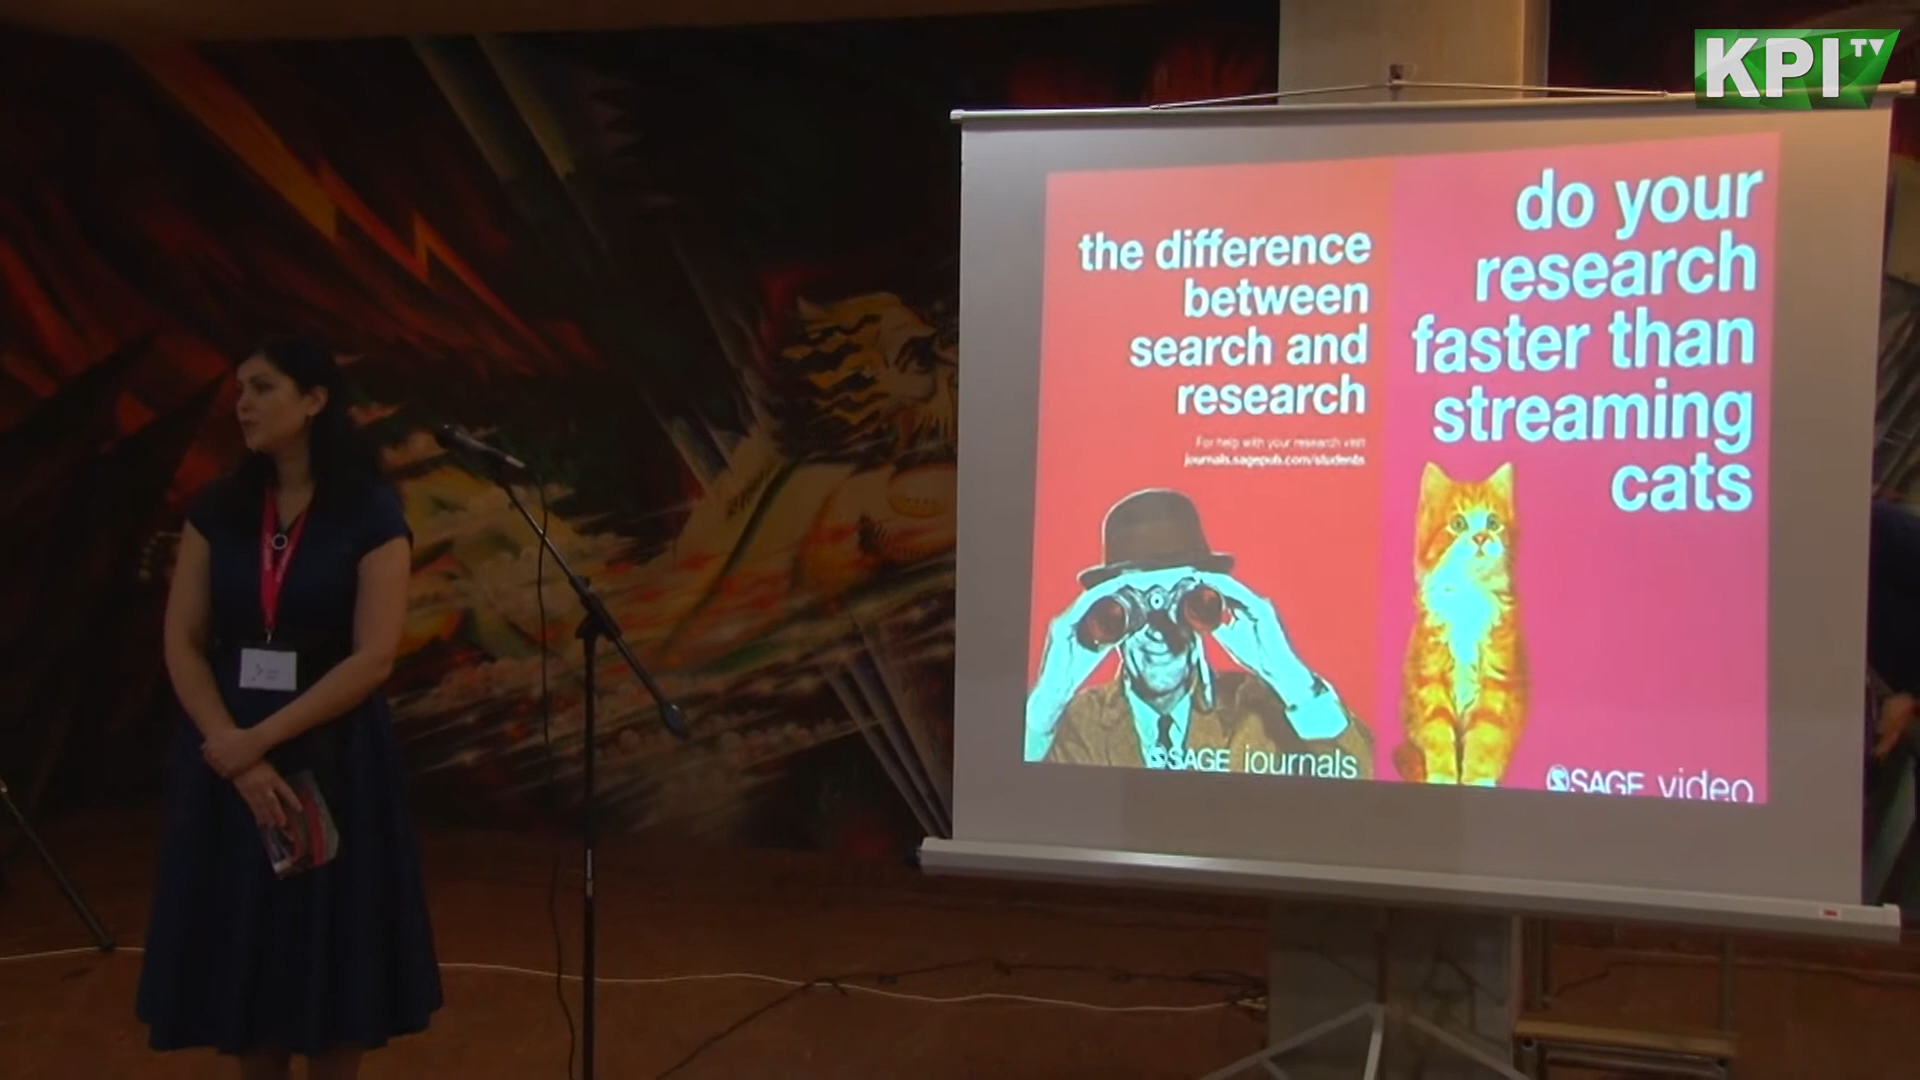 KPI TV
the difference
between
search and
research
For help with your research visit
journals.sagepub.com/students
SAGE journals
do your
research
faster than
streaming
cats
SAGE video